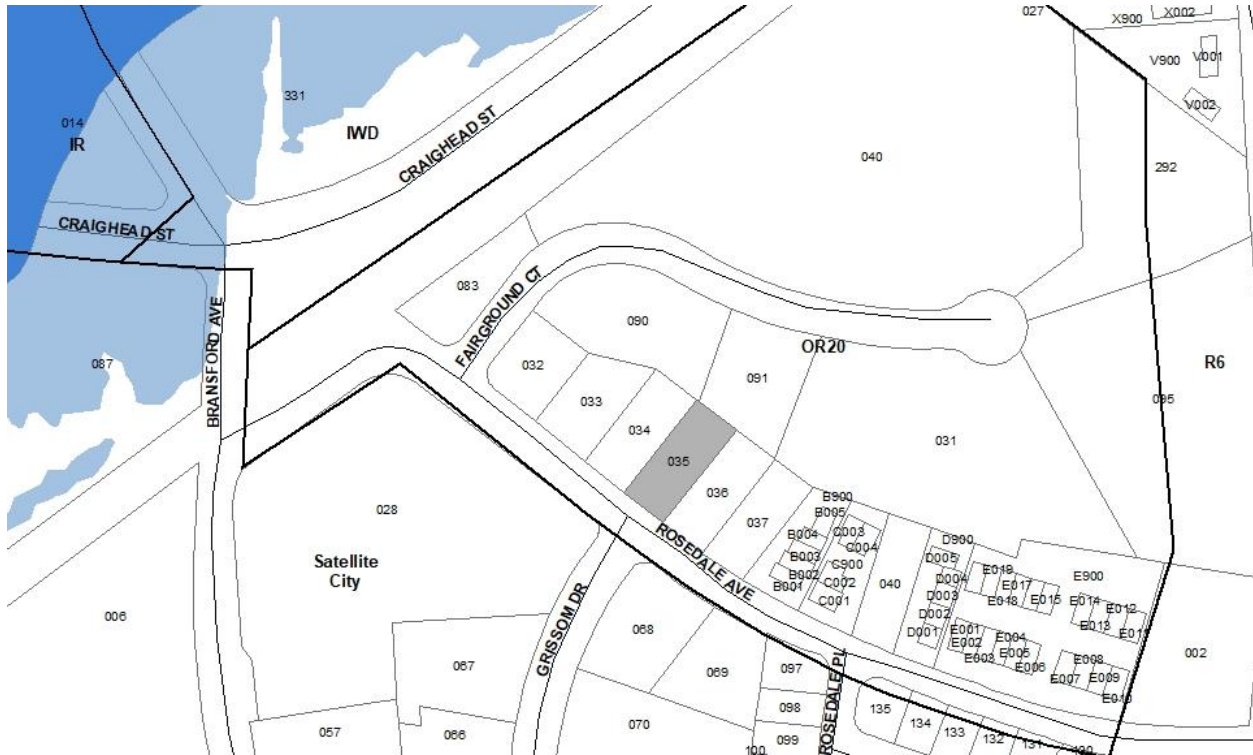 027
X900
X002
V900
V001
V002
331
014
IR
IWD
CRAIGHEAD ST
040
292
CRAIGHEAD ST
083
FAIRGROUND CT
BRANSFORD AVE
090
OR20
087
032
091
R6
033
095
034
031
035
036
028
037
B900
B005
B004
B003
B002
B001
C003
C004
C900
C002
C001
ROSEDALE AVE
040
D900
D005
D004
D003
D002
D001
E019
E017
E018
E015
E900
E014
E012
E013
E011
E001
E002
E003
E004
E005
E006
E008
E007
E009
E010
Satellite
City
006
GRISSOM DR
068
002
067
069
097
ROSEDALE PL
098
135
134
133
132
131
057
066
070
099